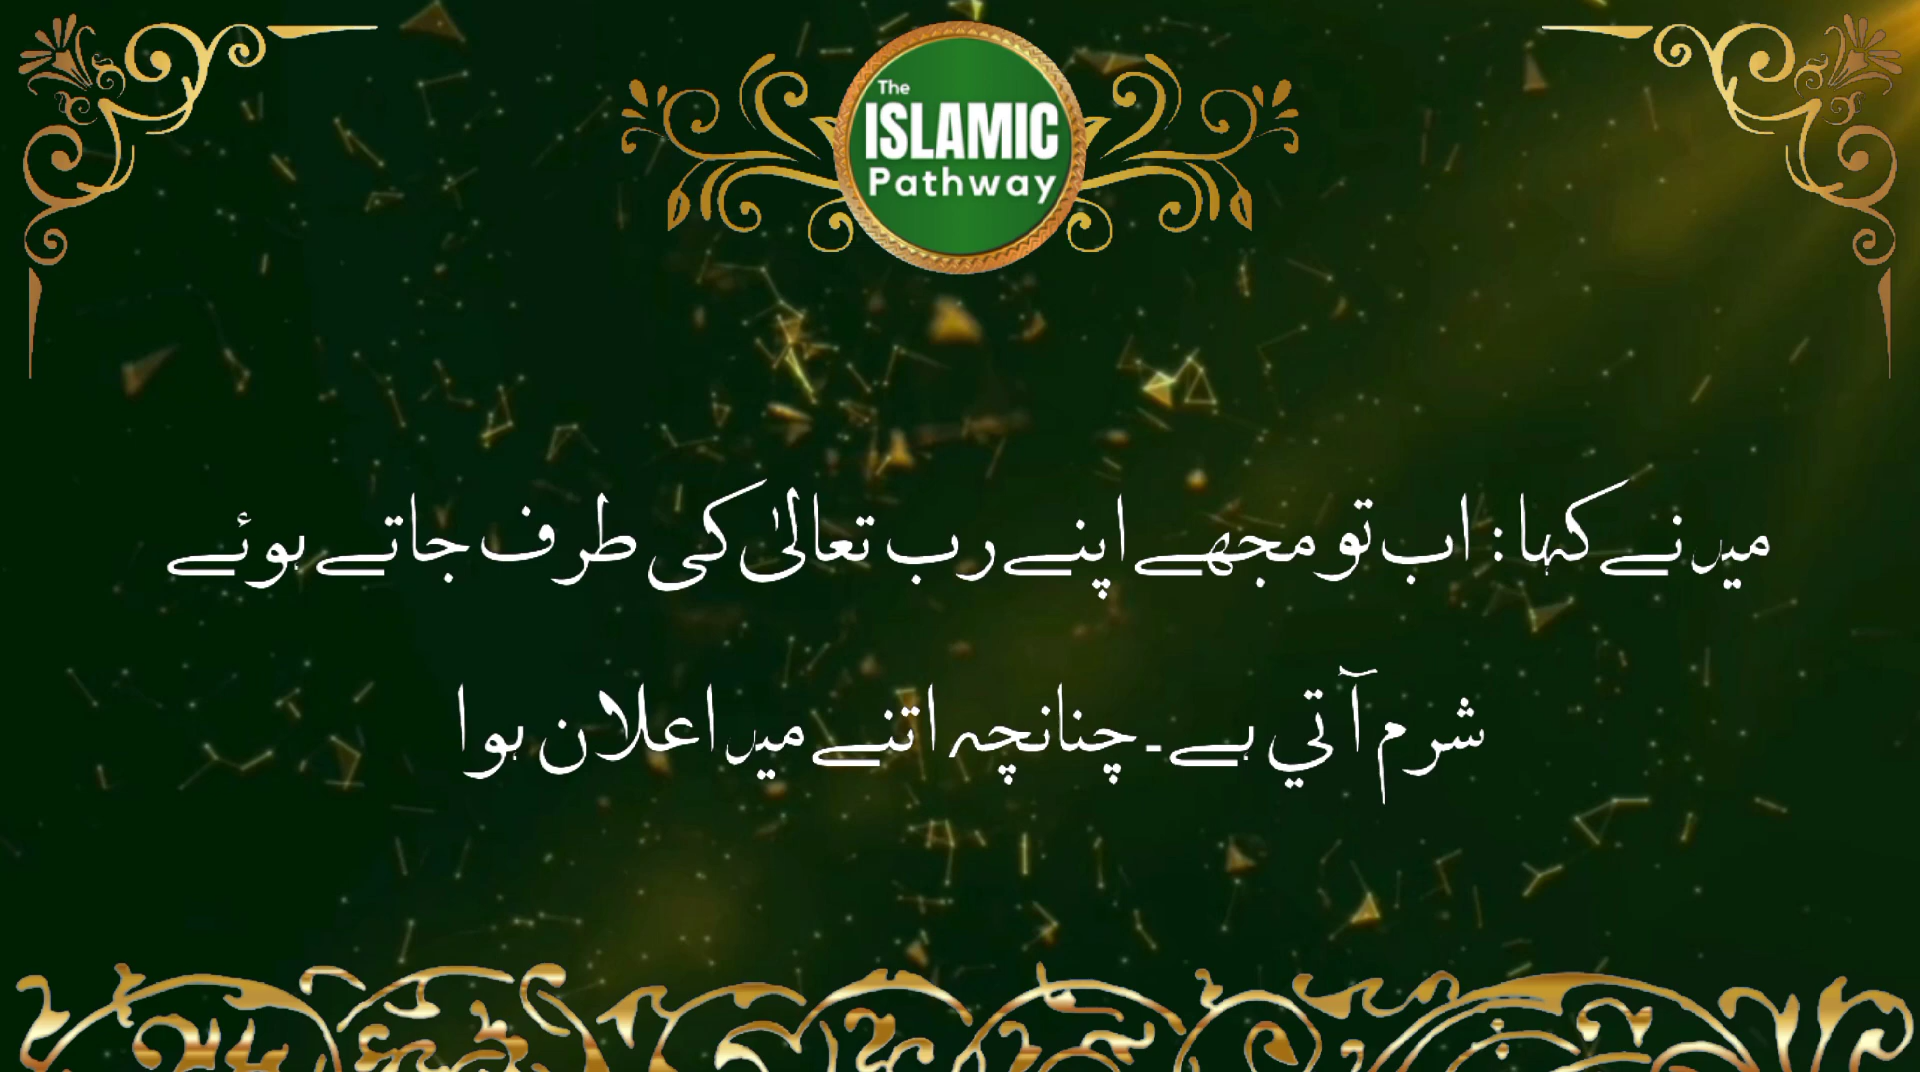 The
ISLAMIC
Pathway
میں نے کہا: اب تو مجھے اپنے رب تعالیٰ کی طرف جاتے ہوئے
شرم آتي ہے۔ چنانچہ اتنے میں اعلان ہوا